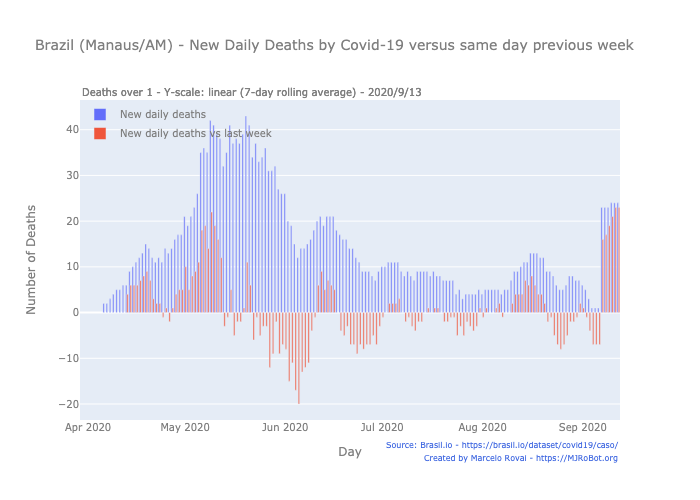 Brazil (Manaus/AM) - New Daily Deaths by Covid-19 versus same day previous week
Deaths over 1 - Y-scale: linear (7-day rolling average) - 2020/9/13
New daily deaths
New daily deaths vs last week
40
30
20
10
0
−10
−20
Number of Deaths
Apr 2020 May 2020 Jun 2020 Jul 2020 Aug 2020 Sep 2020
Day
Source: Brasil.io - https://brasil.io/dataset/covid19/caso/
Created by Marcelo Rovai - https://MJRoBot.org